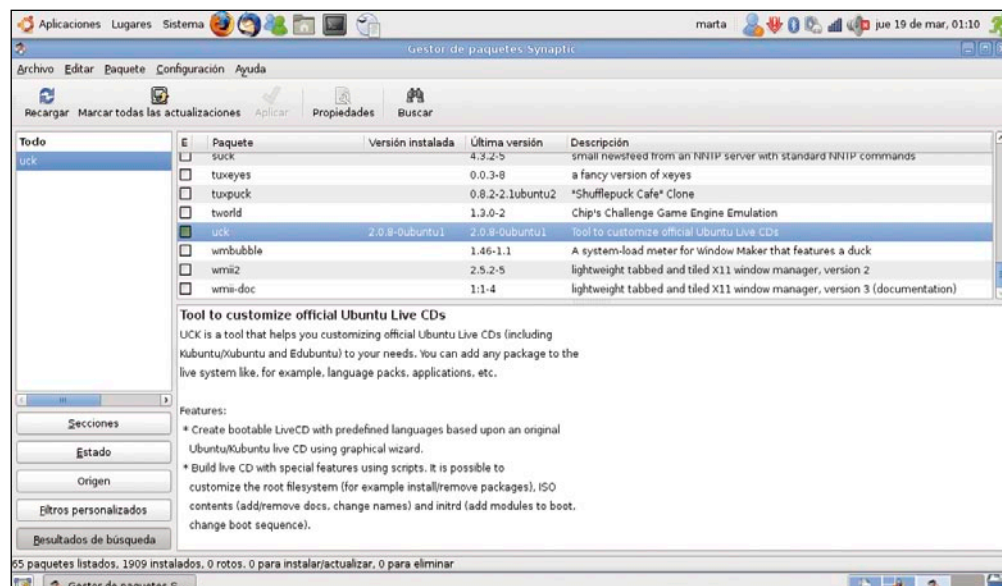 Aplicaciones Lugares Sistema marta jue 19 de mar, 01:10
Gestor de paquetes Synaptic
Archivo Editar Paquete Configuración Ayuda
Recargar Marcar todas las actualizaciones Aplicar Propiedades Buscar
Todo
uck
E Paquete Versión instalada Última versión Descripción
suck 4.3.2-5 small newsfeed from an NNTP server with standard NNTP commands
tuxeyes 0.0.3-8 a fancy version of xeyes
tuxpuck 0.8.2-2.1ubuntu2 "Shufflepuck Cafe" Clone
tworld 1.3.0-2 Chip's Challenge Game Engine Emulation
uck 2.0.8-0ubuntu1 2.0.8-0ubuntu1 Tool to customize official Ubuntu Live CDs
wmbubble 1.46-1.1 A system-load meter for Window Maker that features a duck
wmii2 2.5.2-5 lightweight tabbed and tiled X11 window manager, version 2
wmii-doc 1:1-4 lightweight tabbed and tiled X11 window manager, version 3 (documentation)
Tool to customize official Ubuntu Live CDs
UCK is a tool that helps you customizing official Ubuntu Live CDs (including
Kubuntu/Xubuntu and Edubuntu) to your needs. You can add any package to the
live system like, for example, language packs, applications, etc.
Features:
* Create bootable LiveCD with predefined languages based upon an original
Ubuntu/Kubuntu live CD using graphical wizard.
* Build live CD with special features using scripts. It is possible to
customize the root filesystem (for example install/remove packages), ISO
contents (add/remove docs, change names) and initrd (add modules to boot,
change boot sequence).
Secciones
Estado
Origen
Filtros personalizados
Resultados de búsqueda
65 paquetes listados, 1909 instalados, 0 rotos. 0 para instalar/actualizar, 0 para eliminar
Gestor de paquetes S...